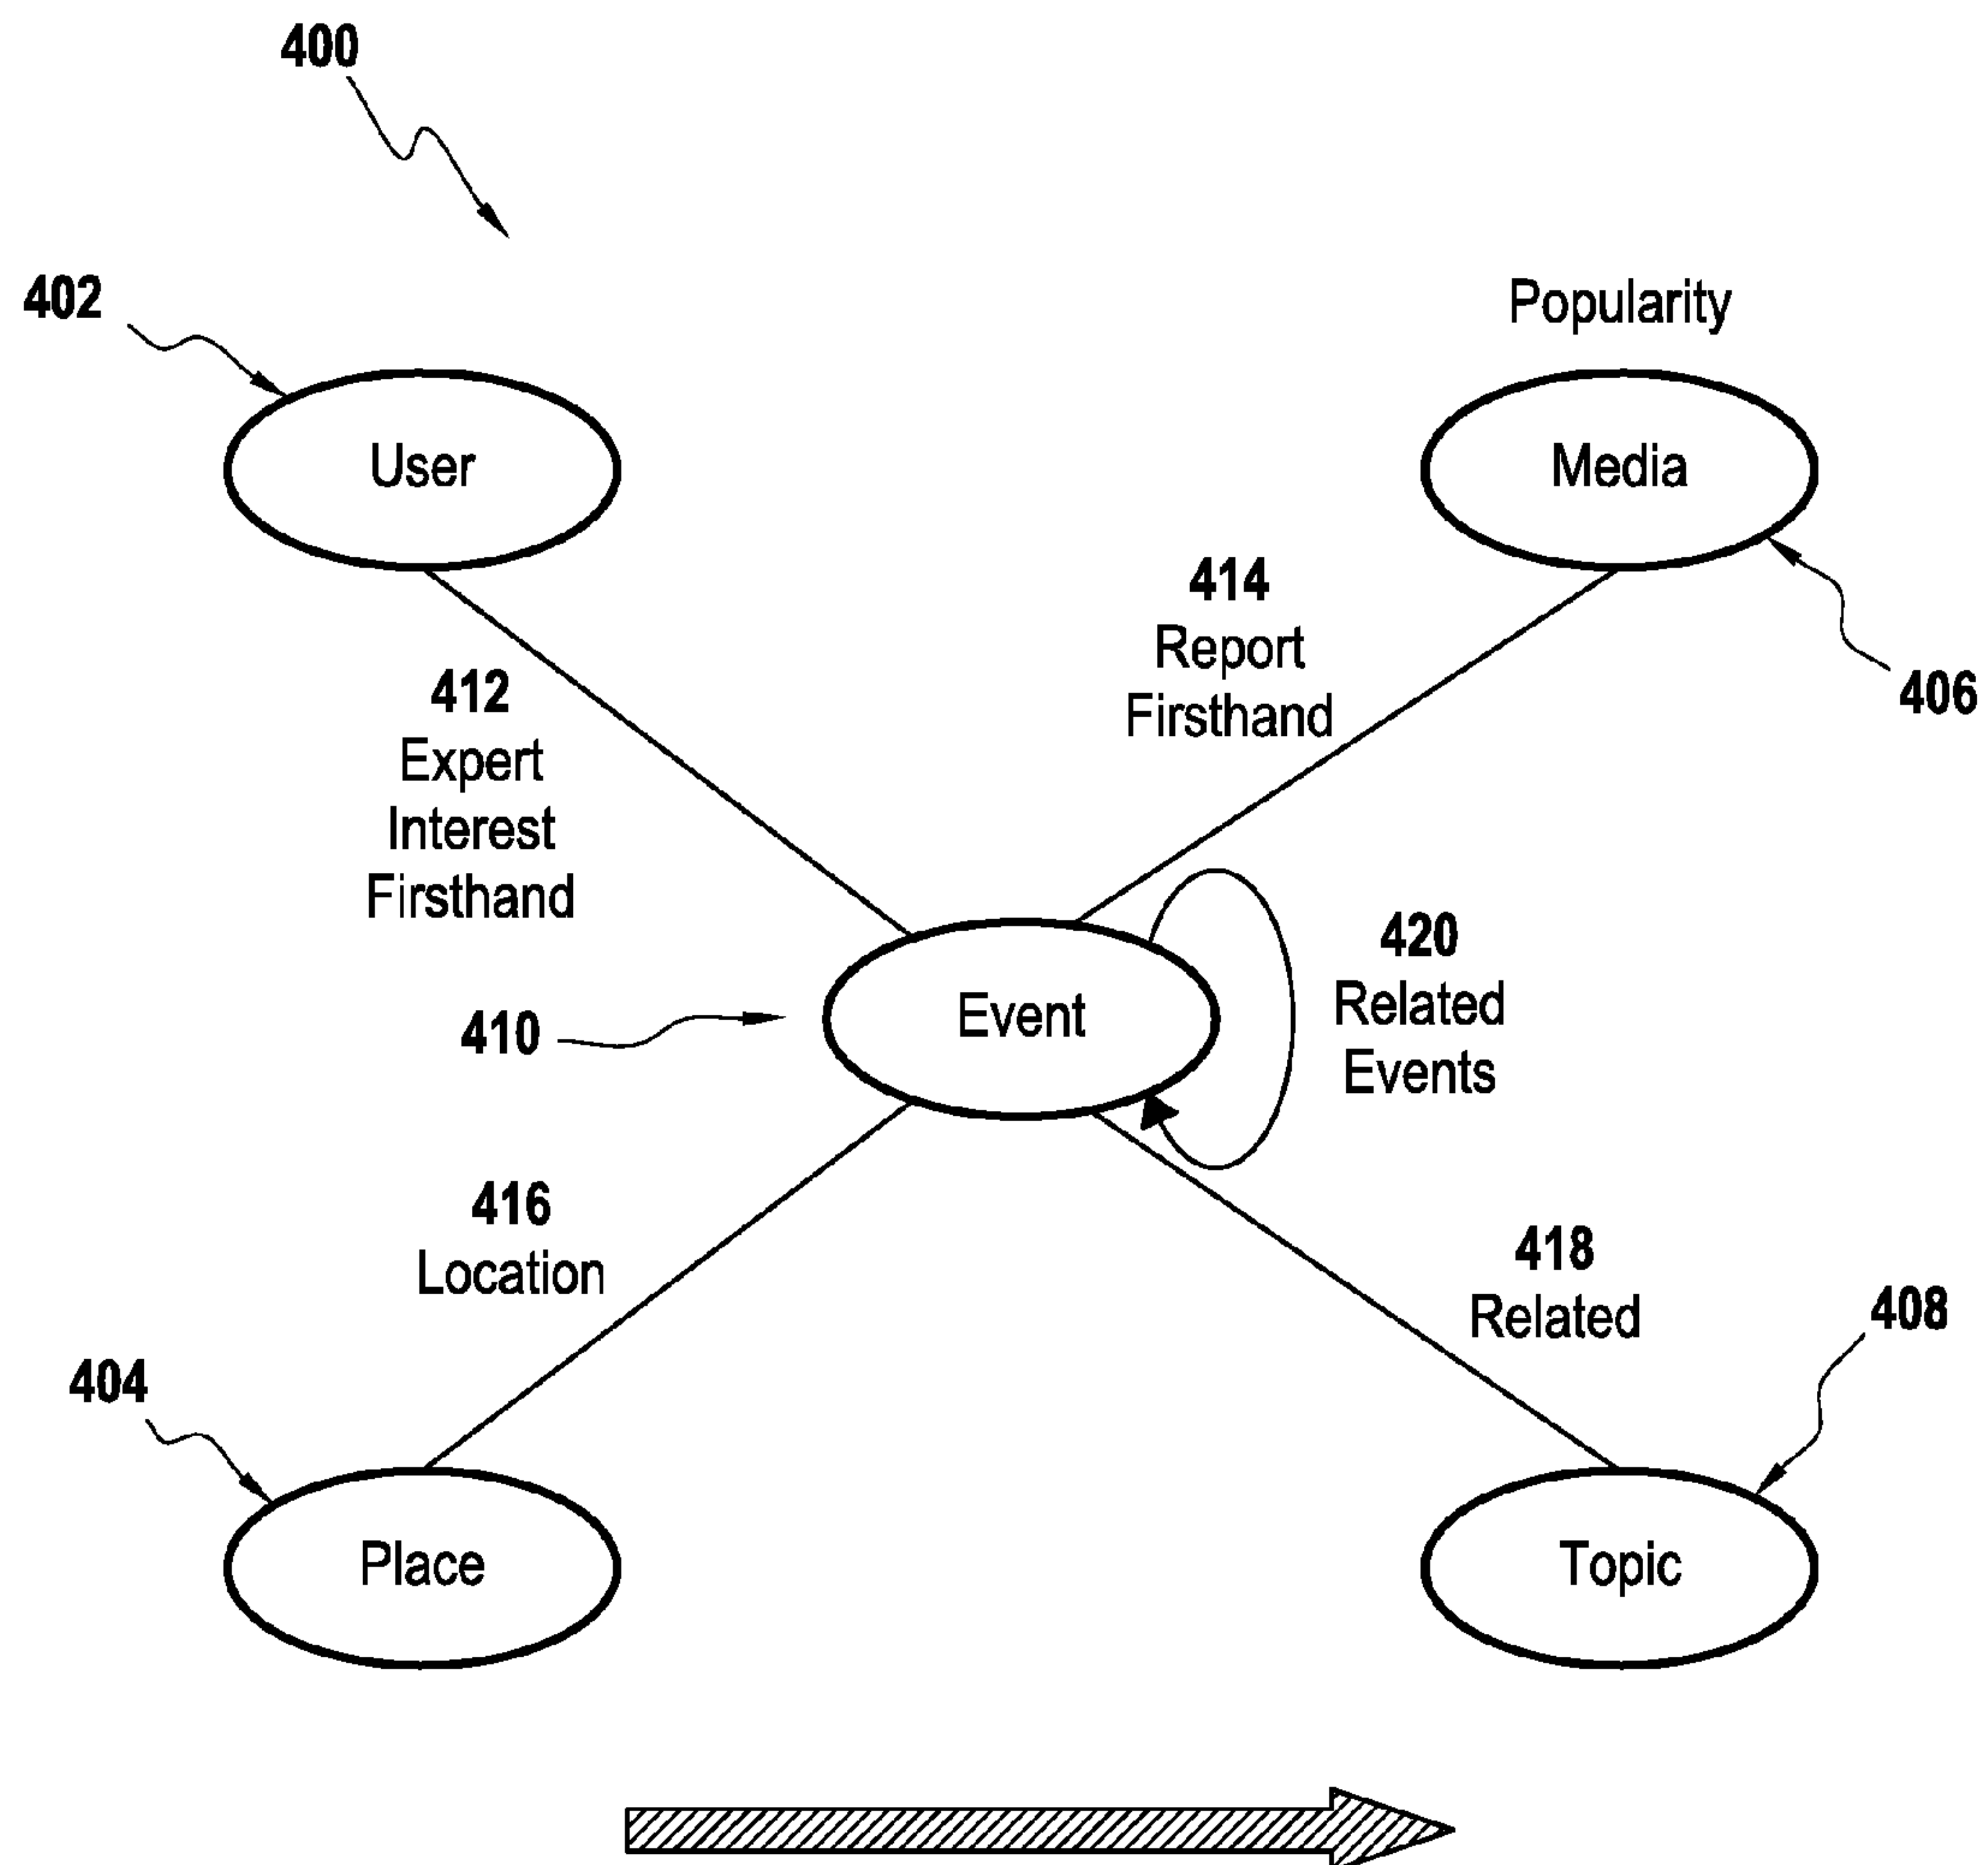 400
402
Popularity
User
Media
414
Report
Firsthand
406
412
Expert
Interest
Firsthand
420
Related
Events
410
Event
416
Location
418
Related
408
404
Place
Topic